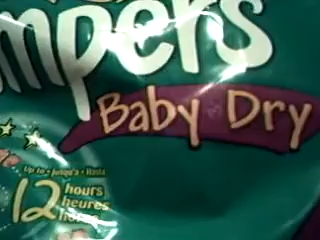 mpers
Baby Dry
Up to • Jusqu'à • Hasta
12 hours
heures